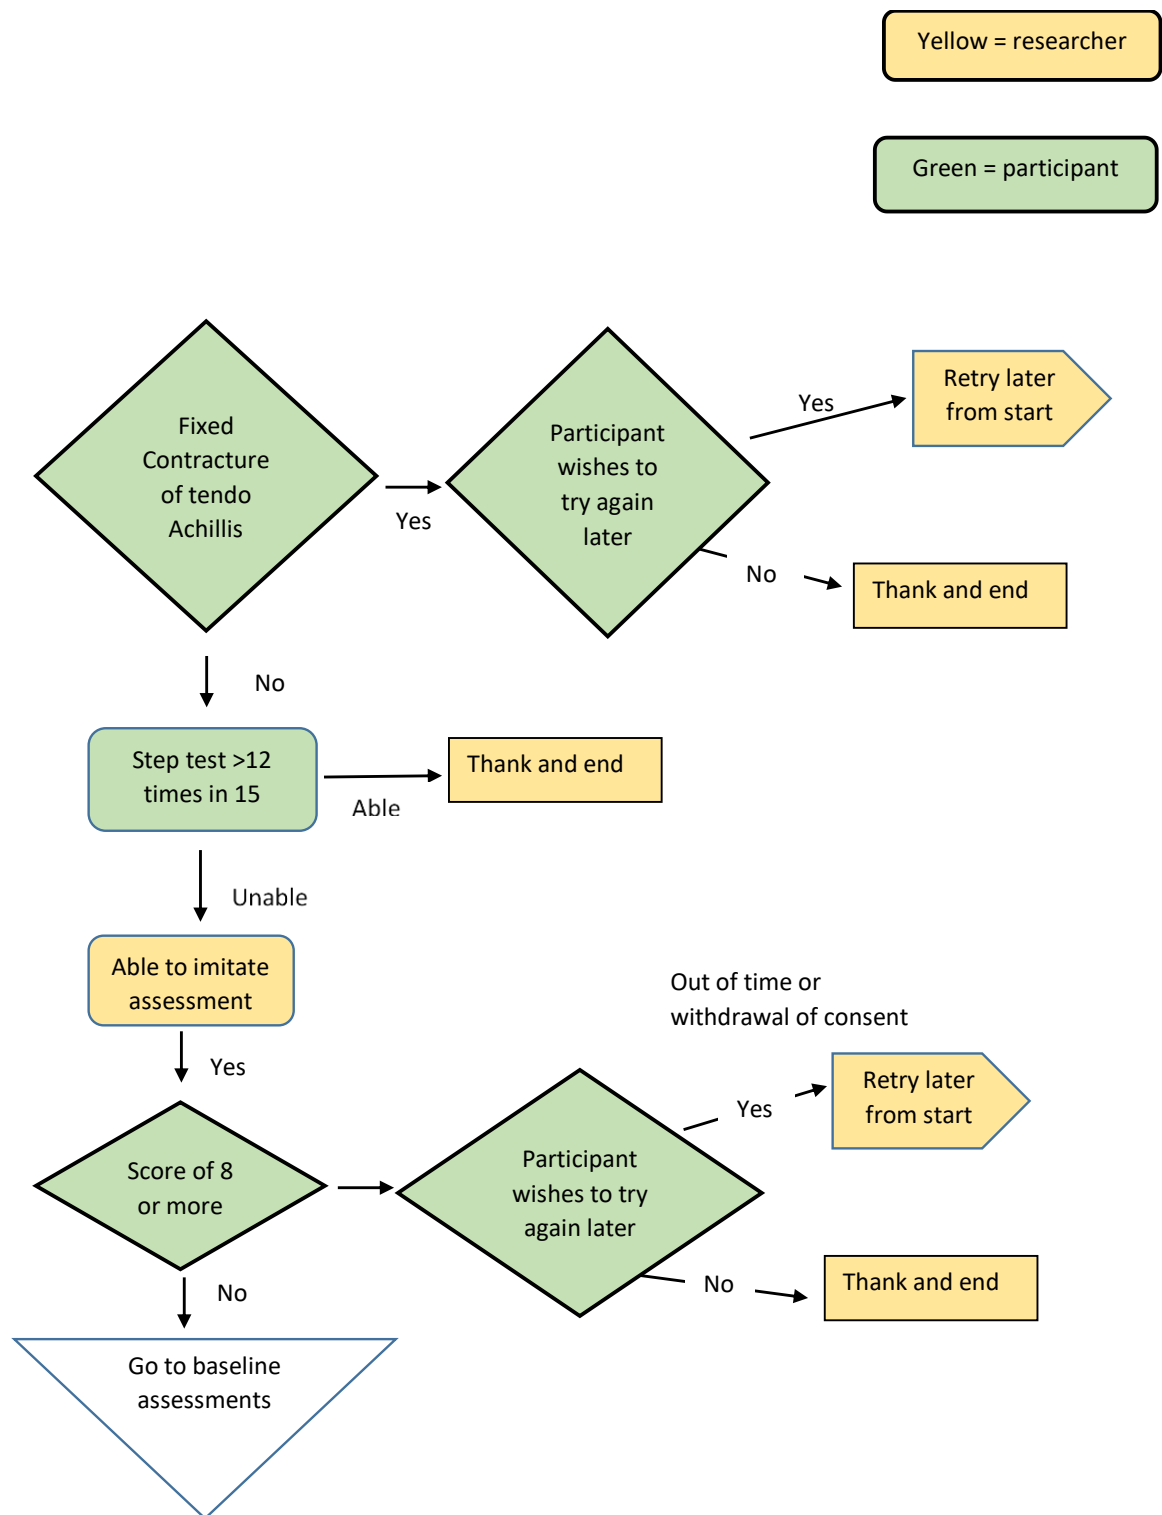 Yellow = researcher
Green = participant
Fixed
Contracture
of tendo
Achillis
Yes
Participant
wishes to
try again
later
Yes
Retry later
from start
No
Thank and end
No
Step test >12
times in 15
Able
Thank and end
Unable
Able to imitate
assessment
Yes
Out of time or
withdrawal of consent
Score of 8
or more
Participant
wishes to try
again later
Yes
Retry later
from start
No
Thank and end
No
Go to baseline
assessments